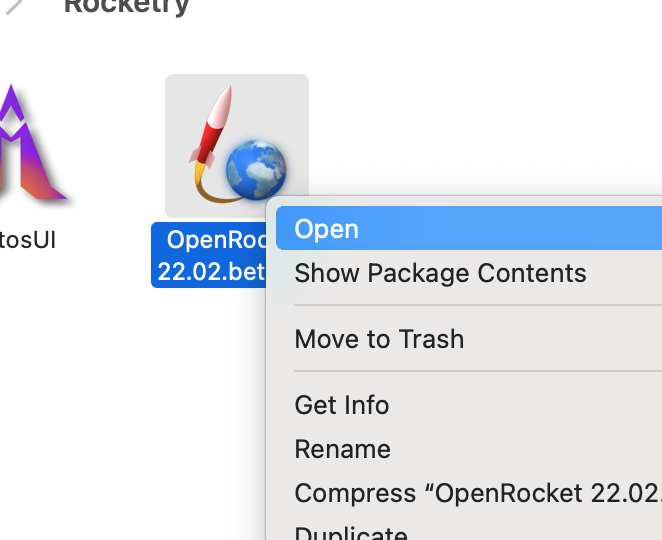 Rocketry
tosUI
OpenRoc
22.02.bet
Open
Show Package Contents
Move to Trash
Get Info
Rename
Compress “OpenRocket 22.02.
Duplicate